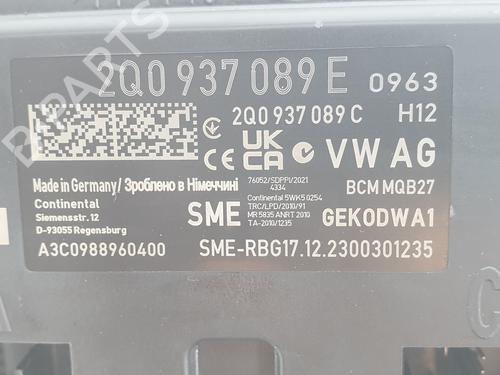 2Q0 937 089 E 0963
2Q0 937 089 C H12
UK CA VW AG
76052/SDPPI/2021
4334
BCM MQB27
Made in Germany/ Зроблено в Німеччині
Continental
Siemensstr. 12
D-93055 Regensburg
SME
Continental 5WK5 0254
TRC/LPD/2010/91
MR 5835 ANRT 2010
TA-2010/1235
GEKODWA1
A3C0988960400 SME-RBG17.12.2300301235
B-PARTS